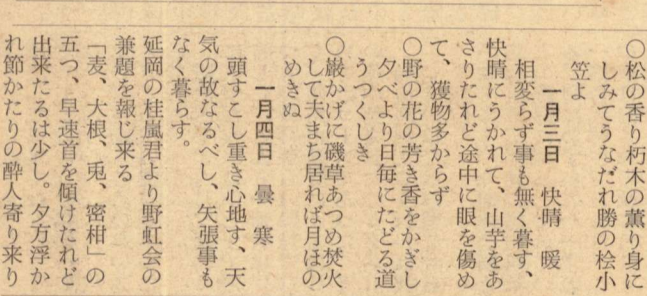 ○松の香り朽木の薫り身に
しみてうなだれ勝の桧小
笠よ
一月三日 快晴 暖
相変らず事も無く暮す、
快晴にうかれて、山芋をあ
さりたれど途中に眼を傷め
て、獲物多からず
○野の花の芳き香をかぎし
夕べより日毎にたどる道
うつくしき
○巌かげに磯草あつめ焚火
して夫まち居れば月ほの
めきぬ
一月四日 曇 寒
頭すこし重き心地す、天
気の故なるべし、矢張事も
なく暮らす。
延岡の桂嵐君より野虹会の
兼題を報じ来る
「麦、大根、兎、密柑」の
五つ、早速首を傾けたれど
出来たるは少し。夕方浮か
れ節かたりの酔人寄り来り